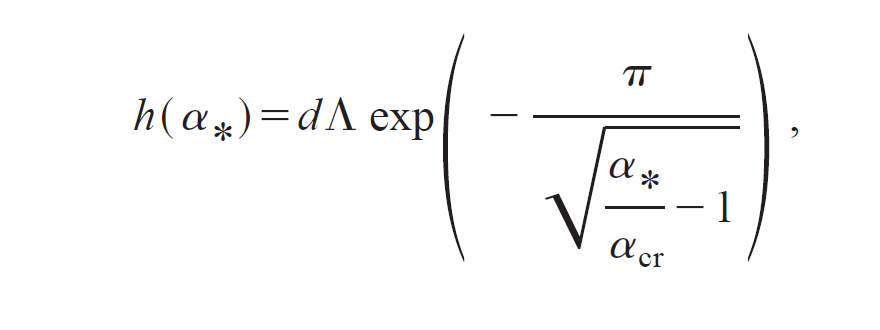 h(α_*) = dΛ exp( − π / √(α_* / α_cr − 1) ),